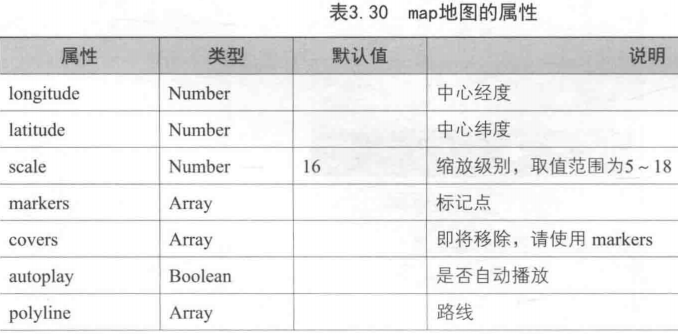 表3.30 map地图的属性
属性 类型 默认值 说明
longitude Number 中心经度
latitude Number 中心纬度
scale Number 16 缩放级别，取值范围为5～18
markers Array 标记点
covers Array 即将移除，请使用 markers
autoplay Boolean 是否自动播放
polyline Array 路线